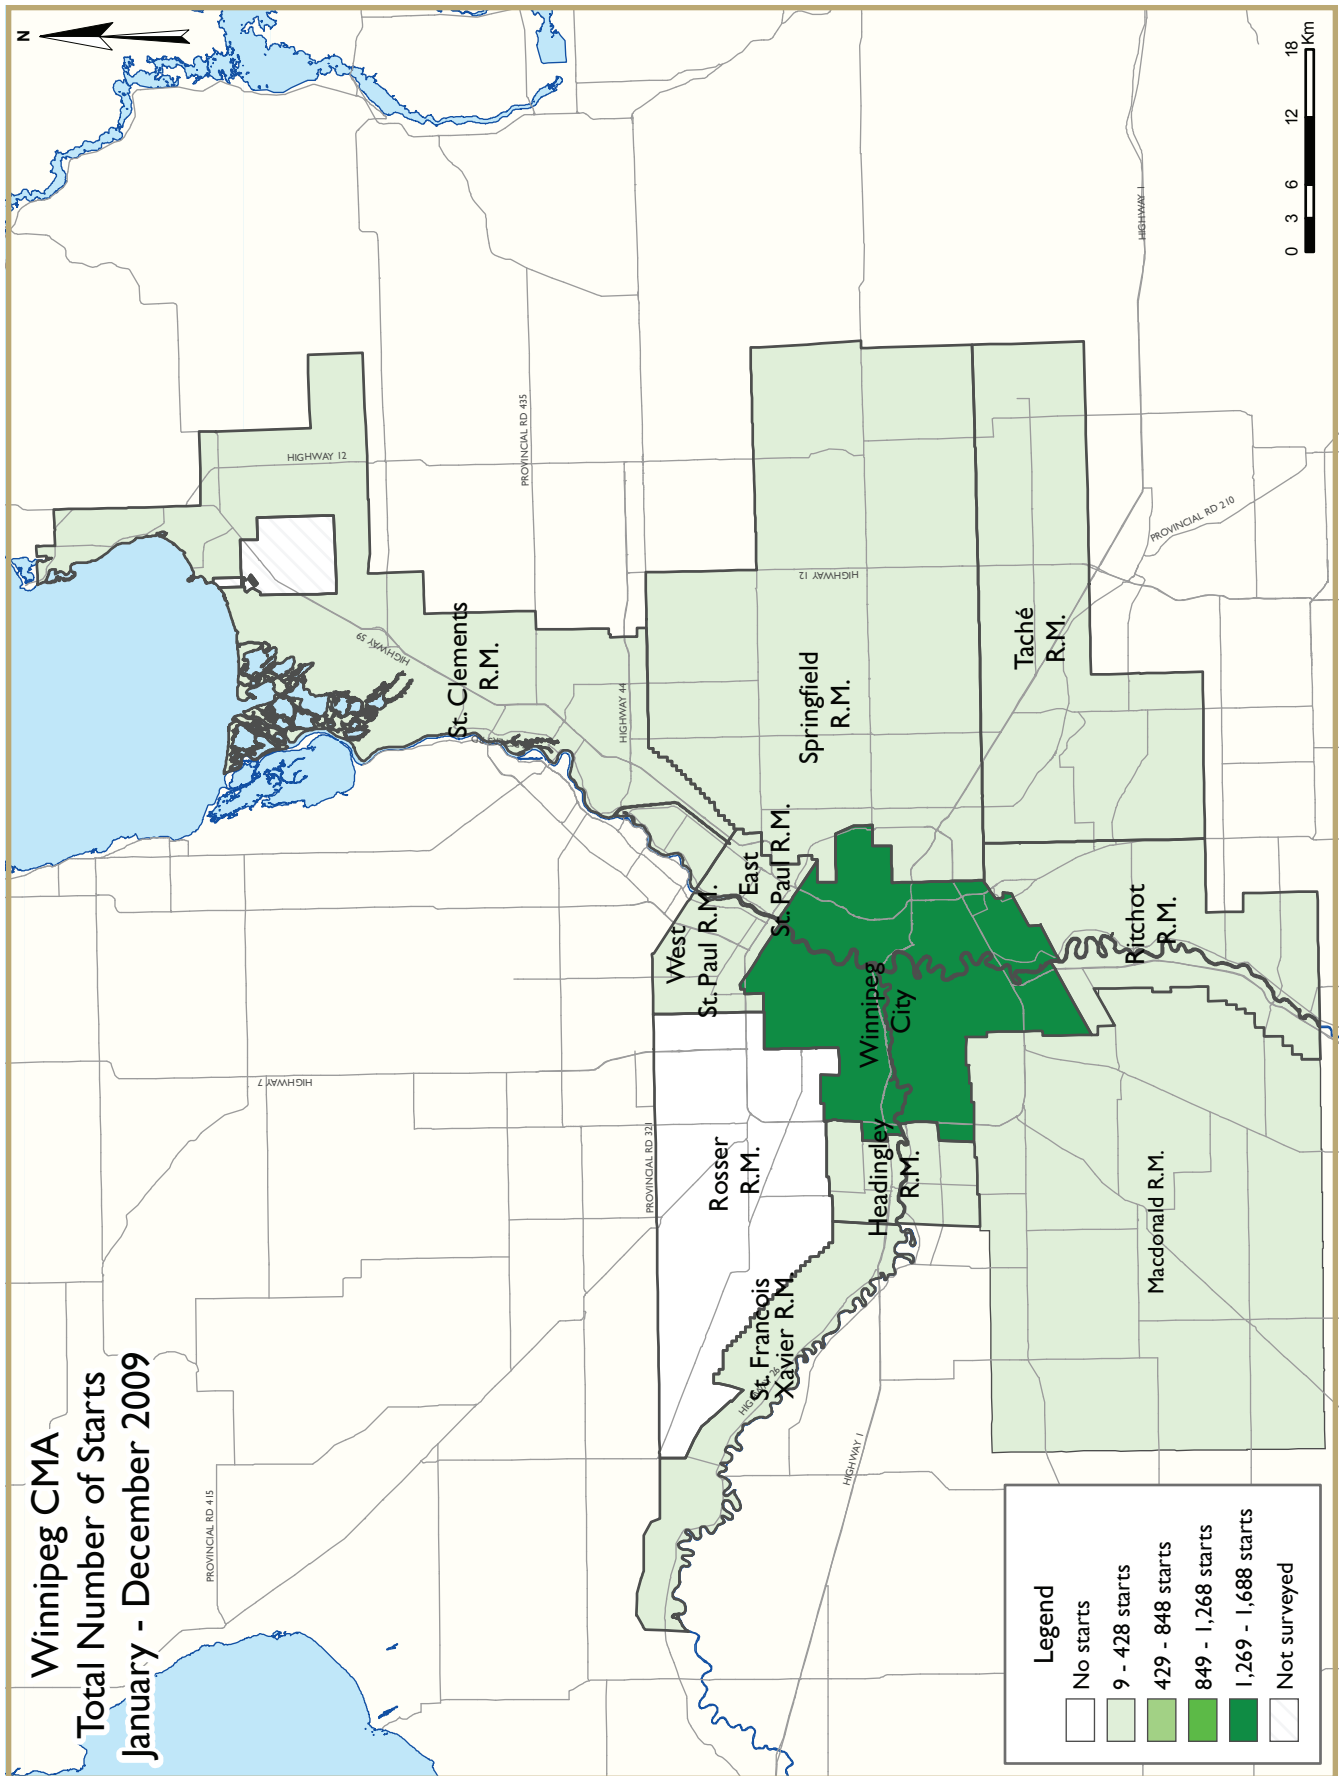 Winnipeg CMA
Total Number of Starts
January - December 2009
N
PROVINCIAL RD 415
HIGHWAY 7
HIGHWAY 12
PROVINCIAL RD 435
HIGHWAY 59
St. Clements
R.M.
HIGHWAY 44
PROVINCIAL RD 321
West
St. Paul R.M.
East
St. Paul R.M.
Rosser
R.M.
St. Francois
Xavier R.M.
HIGHWAY 26
Springfield
R.M.
HIGHWAY 12
Winnipeg
City
Headingley
R.M.
HIGHWAY 1
Taché
R.M.
HIGHWAY 1
Ritchot
R.M.
PROVINCIAL RD 210
Macdonald R.M.
Legend
No starts
9 - 428 starts
429 - 848 starts
849 - 1,268 starts
1,269 - 1,688 starts
Not surveyed
0 3 6 12 18
Km